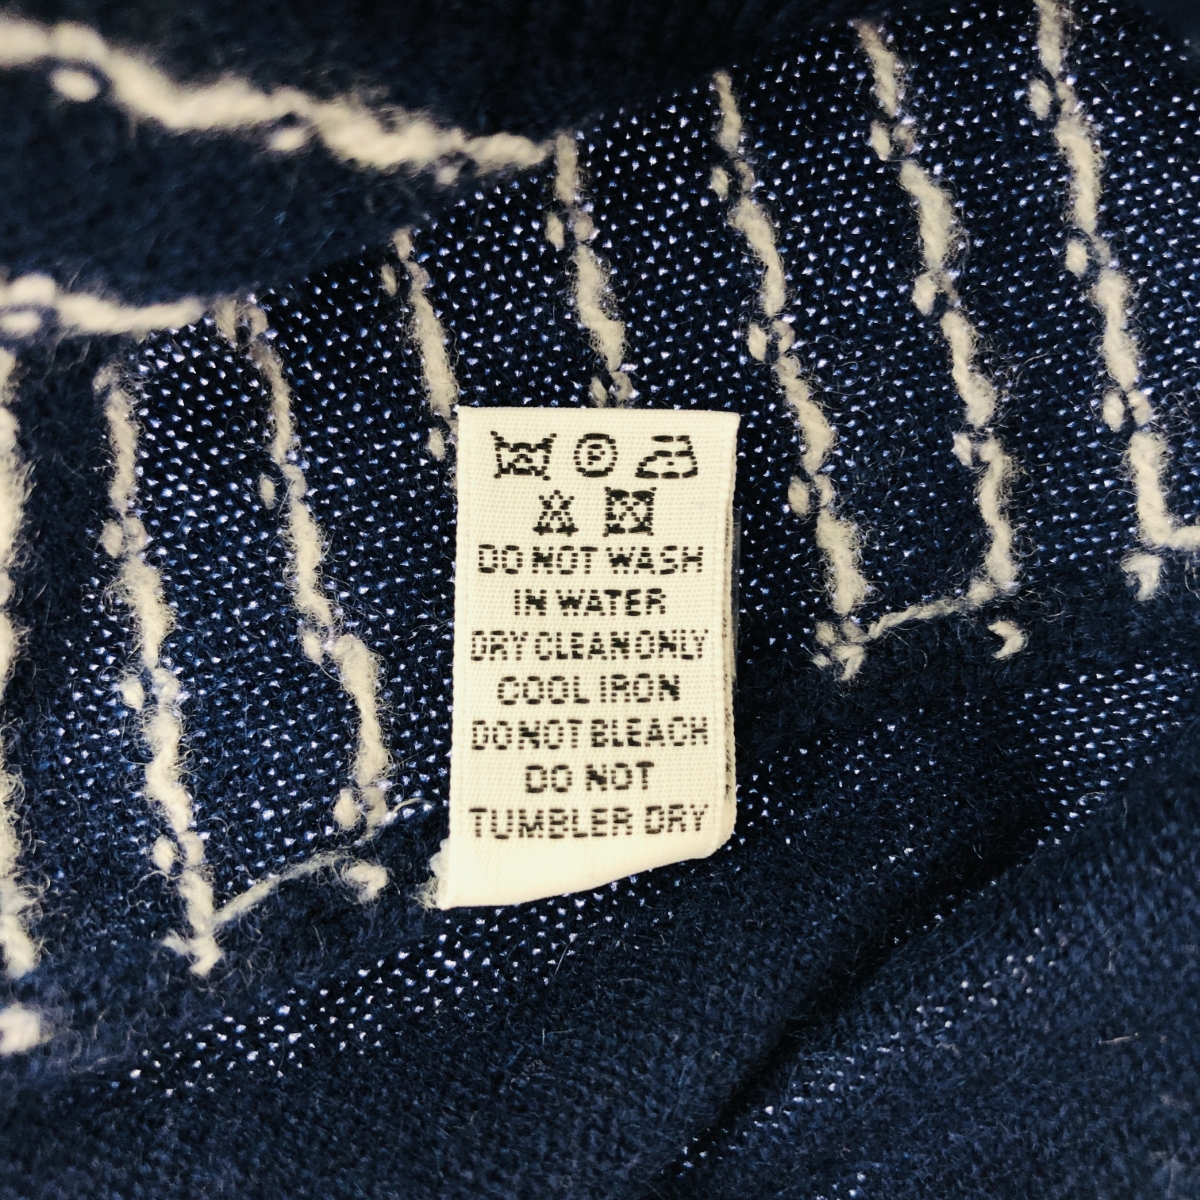 P
DO NOT WASH
IN WATER
DRY CLEAN ONLY
COOL IRON
DO NOT BLEACH
DO NOT
TUMBLER DRY